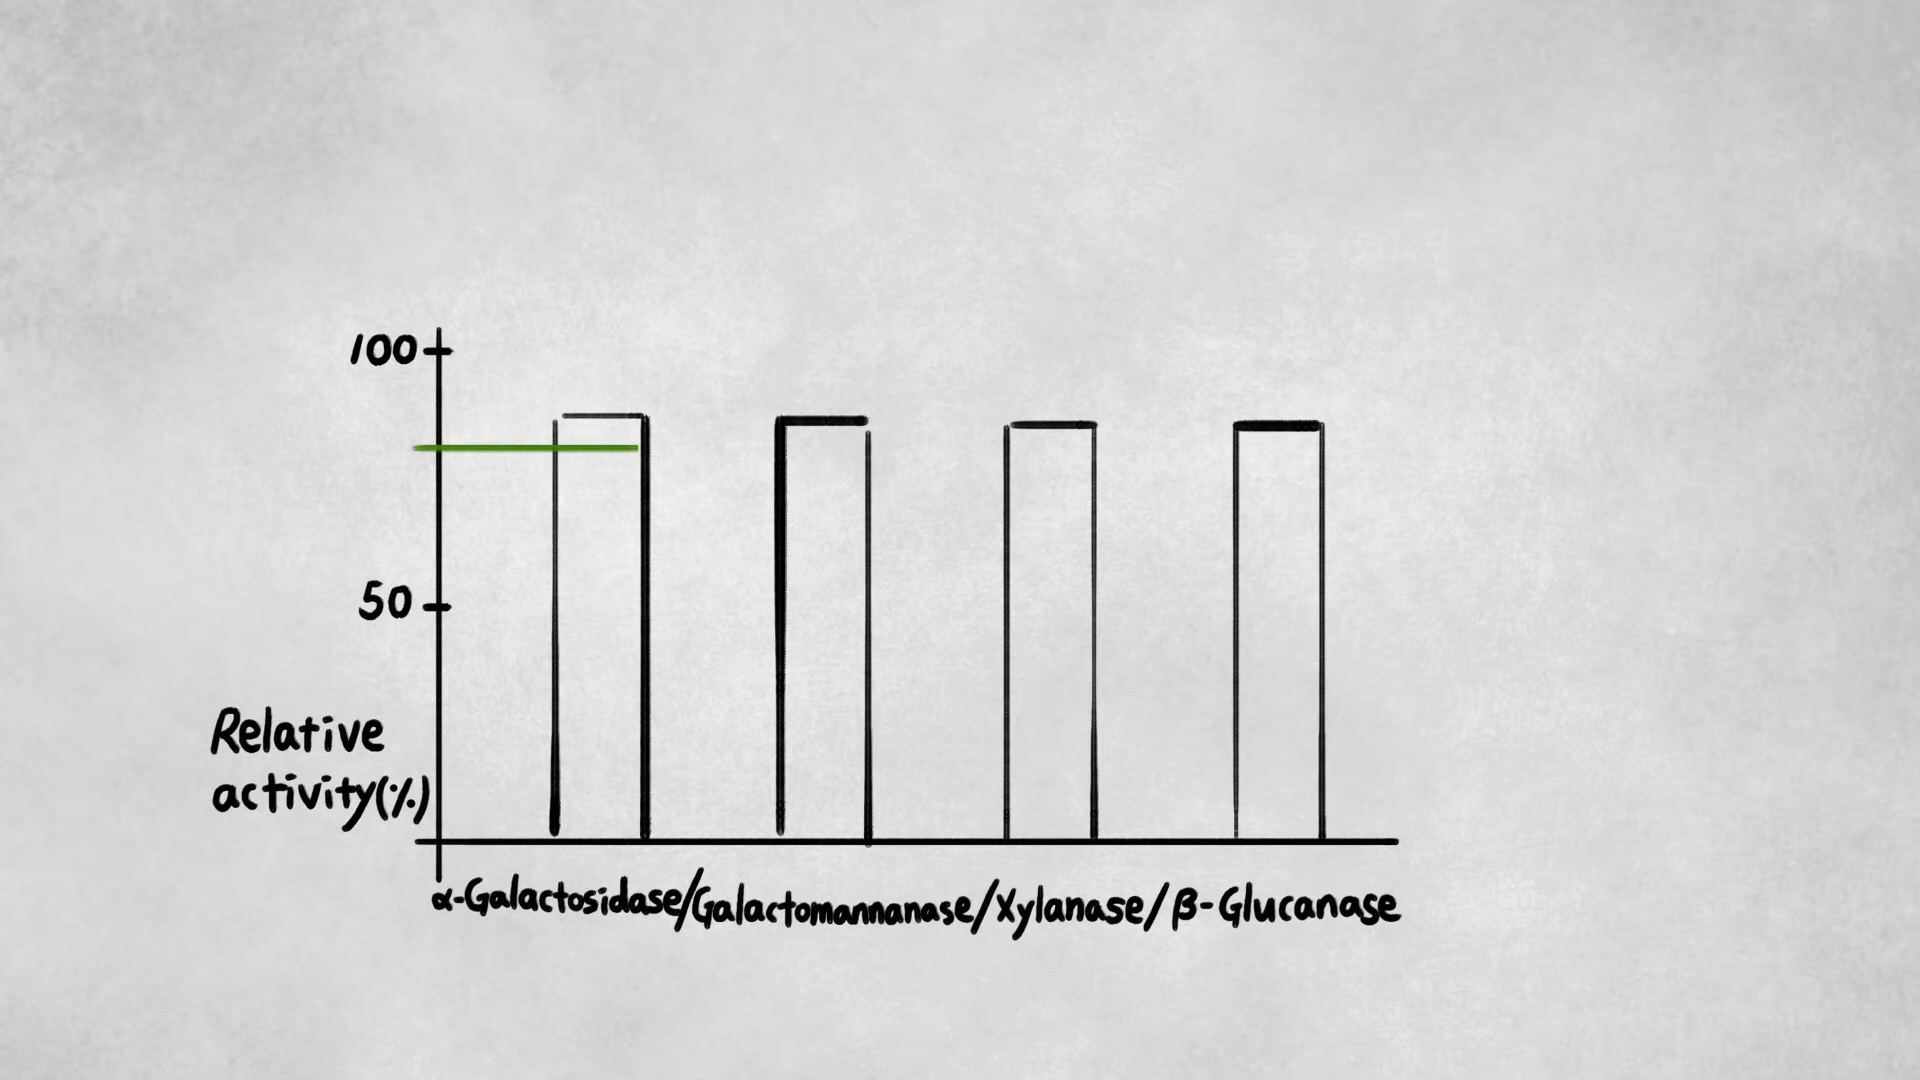 100
50
Relative
activity(%)
α-Galactosidase/Galactomannanase/Xylanase/β-Glucanase